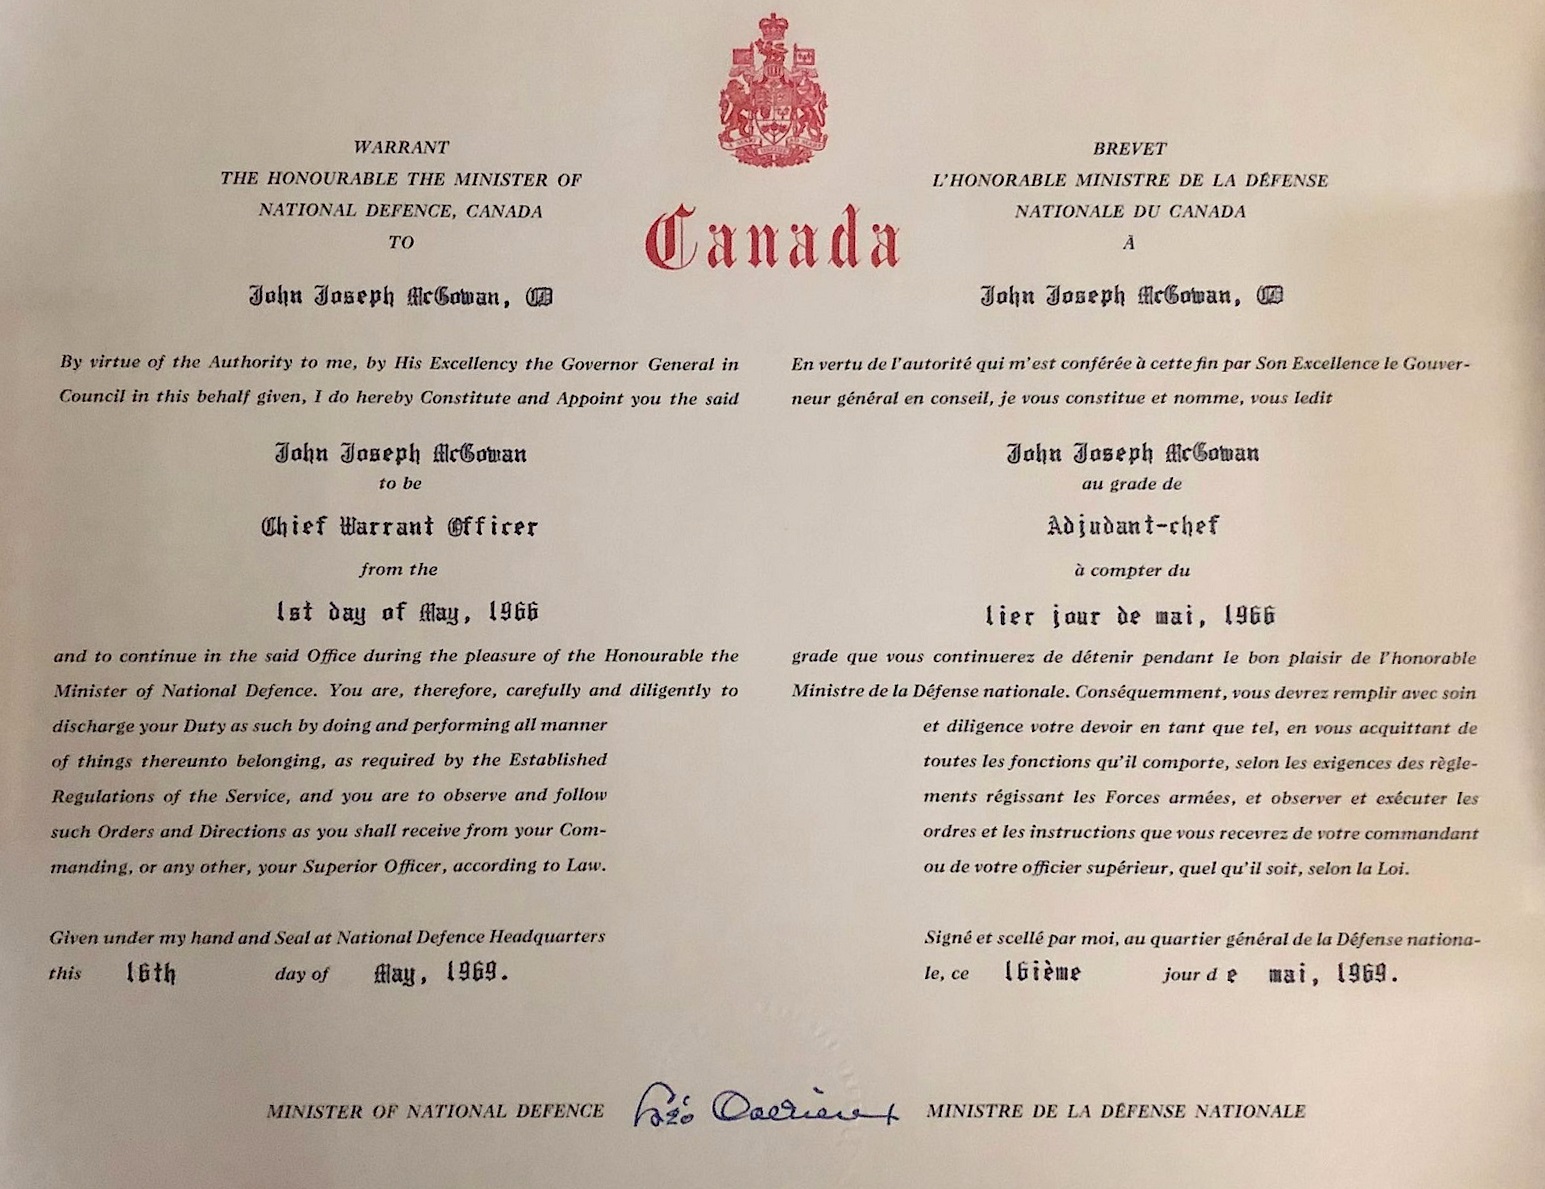 Canada
WARRANT
THE HONOURABLE THE MINISTER OF
NATIONAL DEFENCE, CANADA
TO
John Joseph McGowan, CD
By virtue of the Authority to me, by His Excellency the Governor General in
Council in this behalf given, I do hereby Constitute and Appoint you the said
John Joseph McGowan
to be
Chief Warrant Officer
from the
1st day of May, 1966
and to continue in the said Office during the pleasure of the Honourable the
Minister of National Defence. You are, therefore, carefully and diligently to
discharge your Duty as such by doing and performing all manner
of things thereunto belonging, as required by the Established
Regulations of the Service, and you are to observe and follow
such Orders and Directions as you shall receive from your Com-
manding, or any other, your Superior Officer, according to Law.
Given under my hand and Seal at National Defence Headquarters
this 16th day of May, 1969.
MINISTER OF NATIONAL DEFENCE
BREVET
L'HONORABLE MINISTRE DE LA DÉFENSE
NATIONALE DU CANADA
À
John Joseph McGowan, CD
En vertu de l'autorité qui m'est conférée à cette fin par Son Excellence le Gouver-
neur général en conseil, je vous constitue et nomme, vous ledit
John Joseph McGowan
au grade de
Adjudant-chef
à compter du
1ier jour de mai, 1966
grade que vous continuerez de détenir pendant le bon plaisir de l'honorable
Ministre de la Défense nationale. Conséquemment, vous devrez remplir avec soin
et diligence votre devoir en tant que tel, en vous acquittant de
toutes les fonctions qu'il comporte, selon les exigences des règle-
ments régissant les Forces armées, et observer et exécuter les
ordres et les instructions que vous recevrez de votre commandant
ou de votre officier supérieur, quel qu'il soit, selon la Loi.
Signé et scellé par moi, au quartier général de la Défense nationa-
le, ce 16ième jour d e mai, 1969.
MINISTRE DE LA DÉFENSE NATIONALE